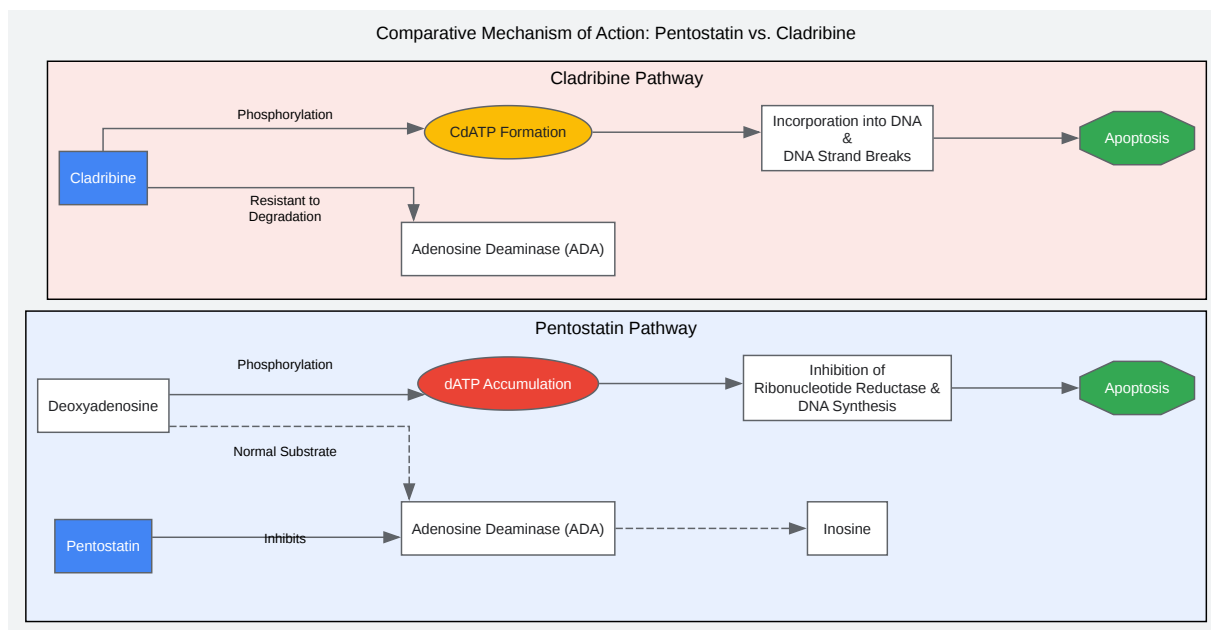 Comparative Mechanism of Action: Pentostatin vs. Cladribine
Cladribine Pathway
Phosphorylation
CdATP Formation
Incorporation into DNA
&
DNA Strand Breaks
Apoptosis
Cladribine
Resistant to
Degradation
Adenosine Deaminase (ADA)
Pentostatin Pathway
Phosphorylation
dATP Accumulation
Inhibition of
Ribonucleotide Reductase &
DNA Synthesis
Apoptosis
Deoxyadenosine
Normal Substrate
Pentostatin
Inhibits
Adenosine Deaminase (ADA)
Inosine